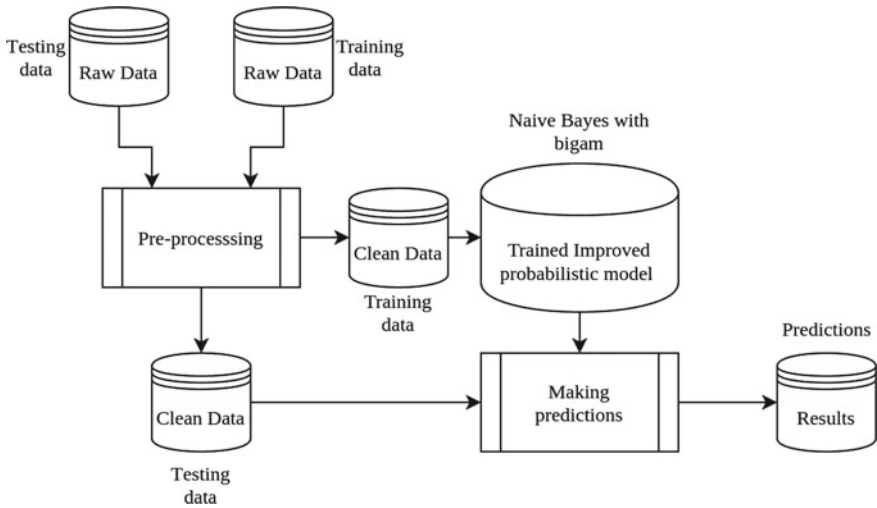 Testing
data
Raw Data
Raw Data
Training
data
Naive Bayes with
bigam
Pre-processsing
Clean Data
Training
data
Trained Improved
probabilistic model
Clean Data
Testing
data
Making
predictions
Predictions
Results